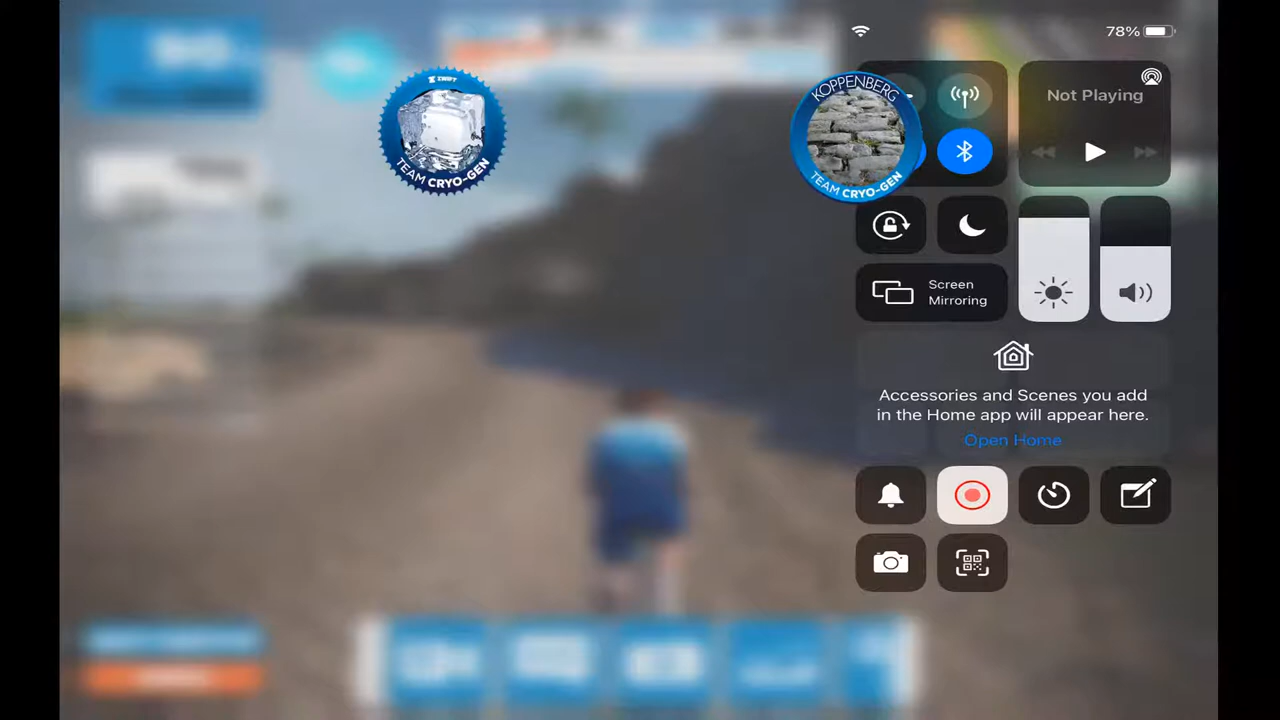 78%
ZWIFT
TEAM CRYO-GEN
KOPPENBERG
TEAM CRYO-GEN
Not Playing
Screen
Mirroring
Accessories and Scenes you add
in the Home app will appear here.
Open Home